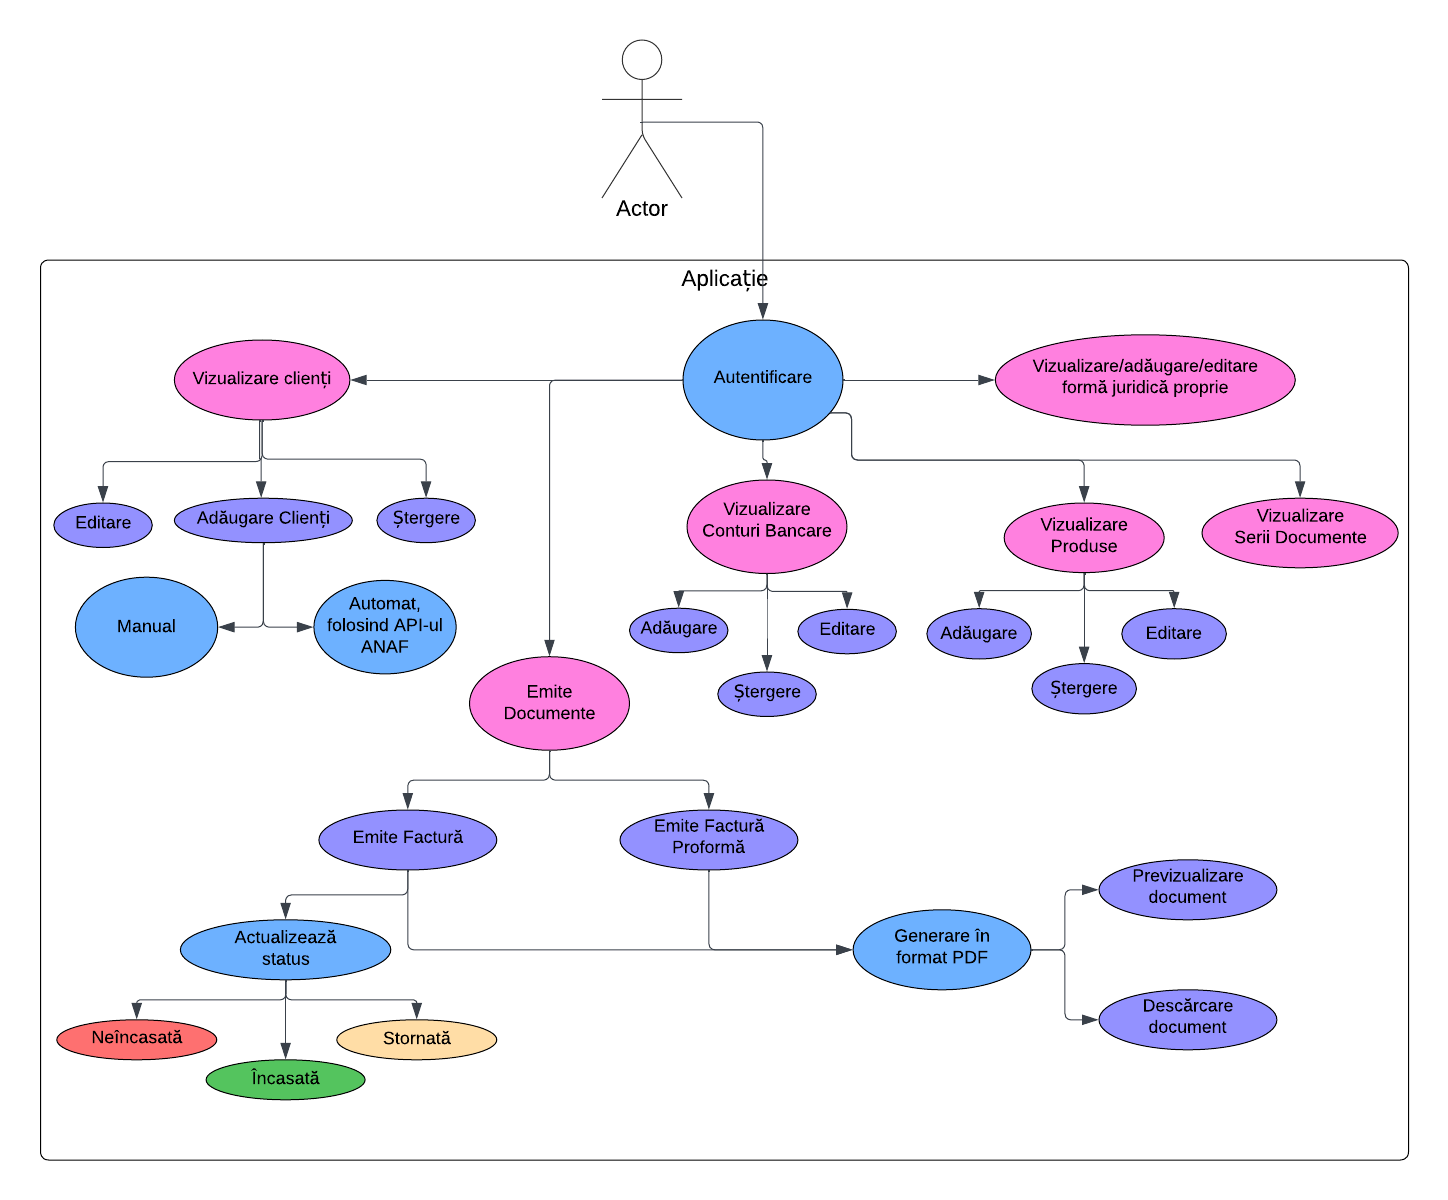 Actor
Aplicație
Autentificare
Vizualizare clienți
Vizualizare/adăugare/editare
formă juridică proprie
Editare
Adăugare Clienți
Ștergere
Vizualizare
Conturi Bancare
Vizualizare
Produse
Vizualizare
Serii Documente
Manual
Automat,
folosind API-ul
ANAF
Adăugare
Editare
Ștergere
Adăugare
Editare
Ștergere
Emite
Documente
Emite Factură
Emite Factură
Proformă
Actualizează
status
Generare în
format PDF
Previzualizare
document
Descărcare
document
Neîncasată
Stornată
Încasată